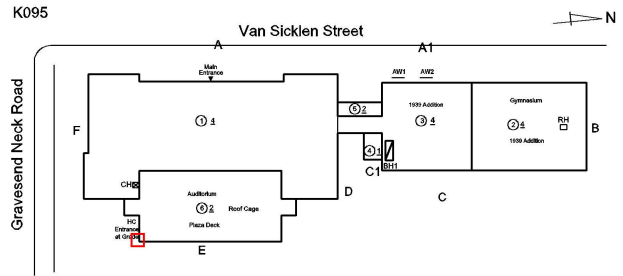 K095
N
Van Sicklen Street
A
A1
Gravesend Neck Road
Main
Entrance
AW1 AW2
F
1 4
5 2
1939 Addition
3 4
Gymnasium
2 4
RH
1939 Addition
B
4 1
BH1
C1
CH
D
C
Auditorium
6 2
Roof Cage
Plaza Deck
HC
Entrance
at Grade
E